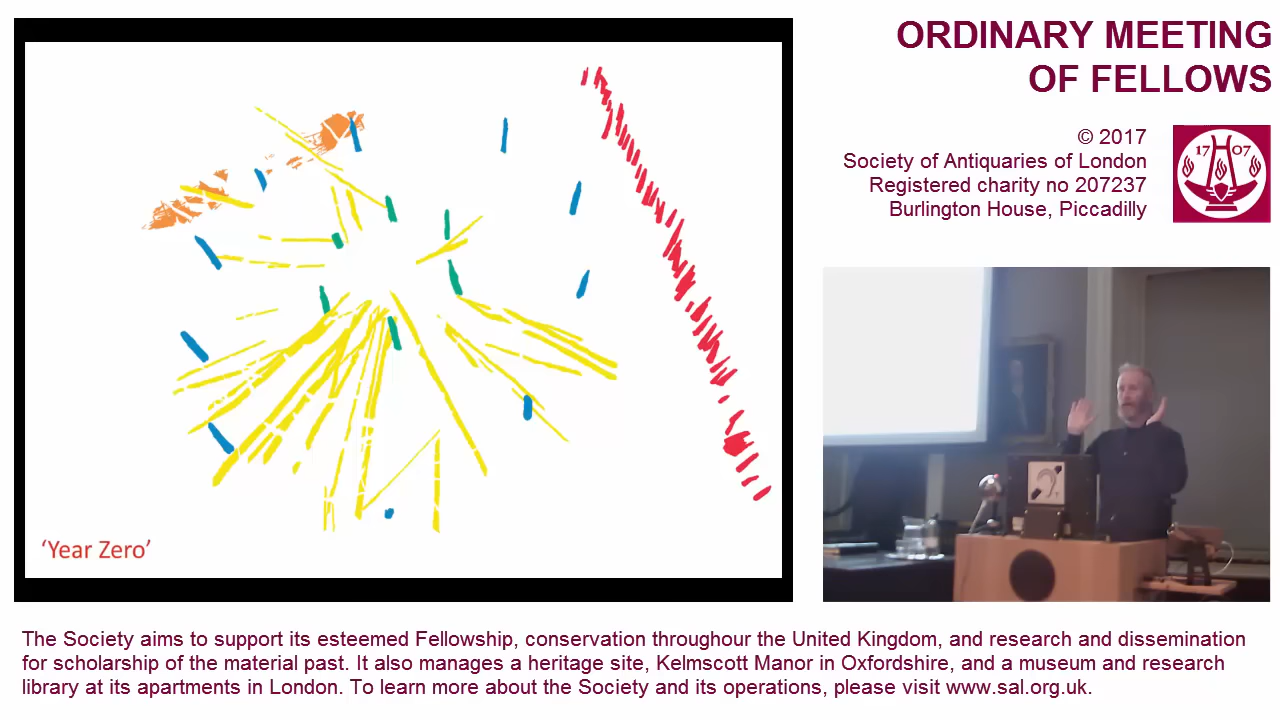 ORDINARY MEETING
OF FELLOWS
© 2017
Society of Antiquaries of London
Registered charity no 207237
Burlington House, Piccadilly
17 07
‘Year Zero’
The Society aims to support its esteemed Fellowship, conservation throughour the United Kingdom, and research and dissemination
for scholarship of the material past. It also manages a heritage site, Kelmscott Manor in Oxfordshire, and a museum and research
library at its apartments in London. To learn more about the Society and its operations, please visit www.sal.org.uk.